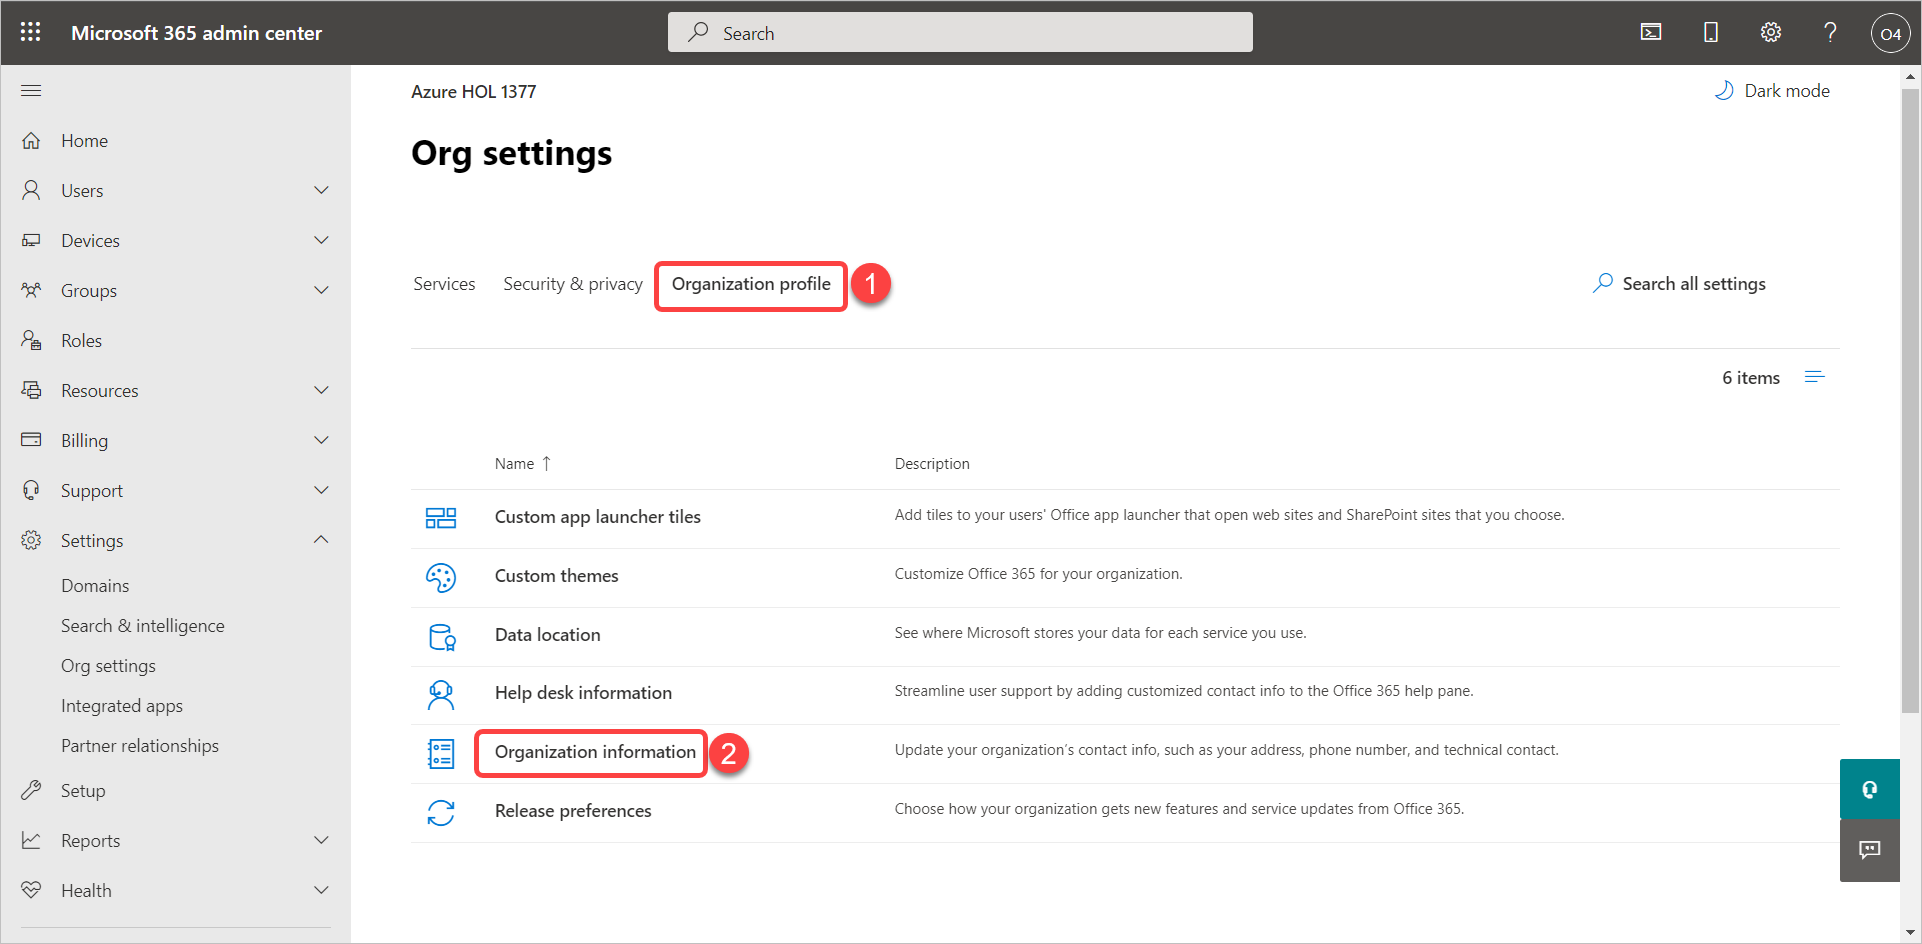 Microsoft 365 admin center
Search
O4
Home
Users
Devices
Groups
Roles
Resources
Billing
Support
Settings
Domains
Search & intelligence
Org settings
Integrated apps
Partner relationships
Setup
Reports
Health
Azure HOL 1377
Dark mode
Org settings
Services Security & privacy Organization profile 1
Search all settings
6 items
Name ↑ Description
Custom app launcher tiles Add tiles to your users' Office app launcher that open web sites and SharePoint sites that you choose.
Custom themes Customize Office 365 for your organization.
Data location See where Microsoft stores your data for each service you use.
Help desk information Streamline user support by adding customized contact info to the Office 365 help pane.
Organization information 2 Update your organization's contact info, such as your address, phone number, and technical contact.
Release preferences Choose how your organization gets new features and service updates from Office 365.